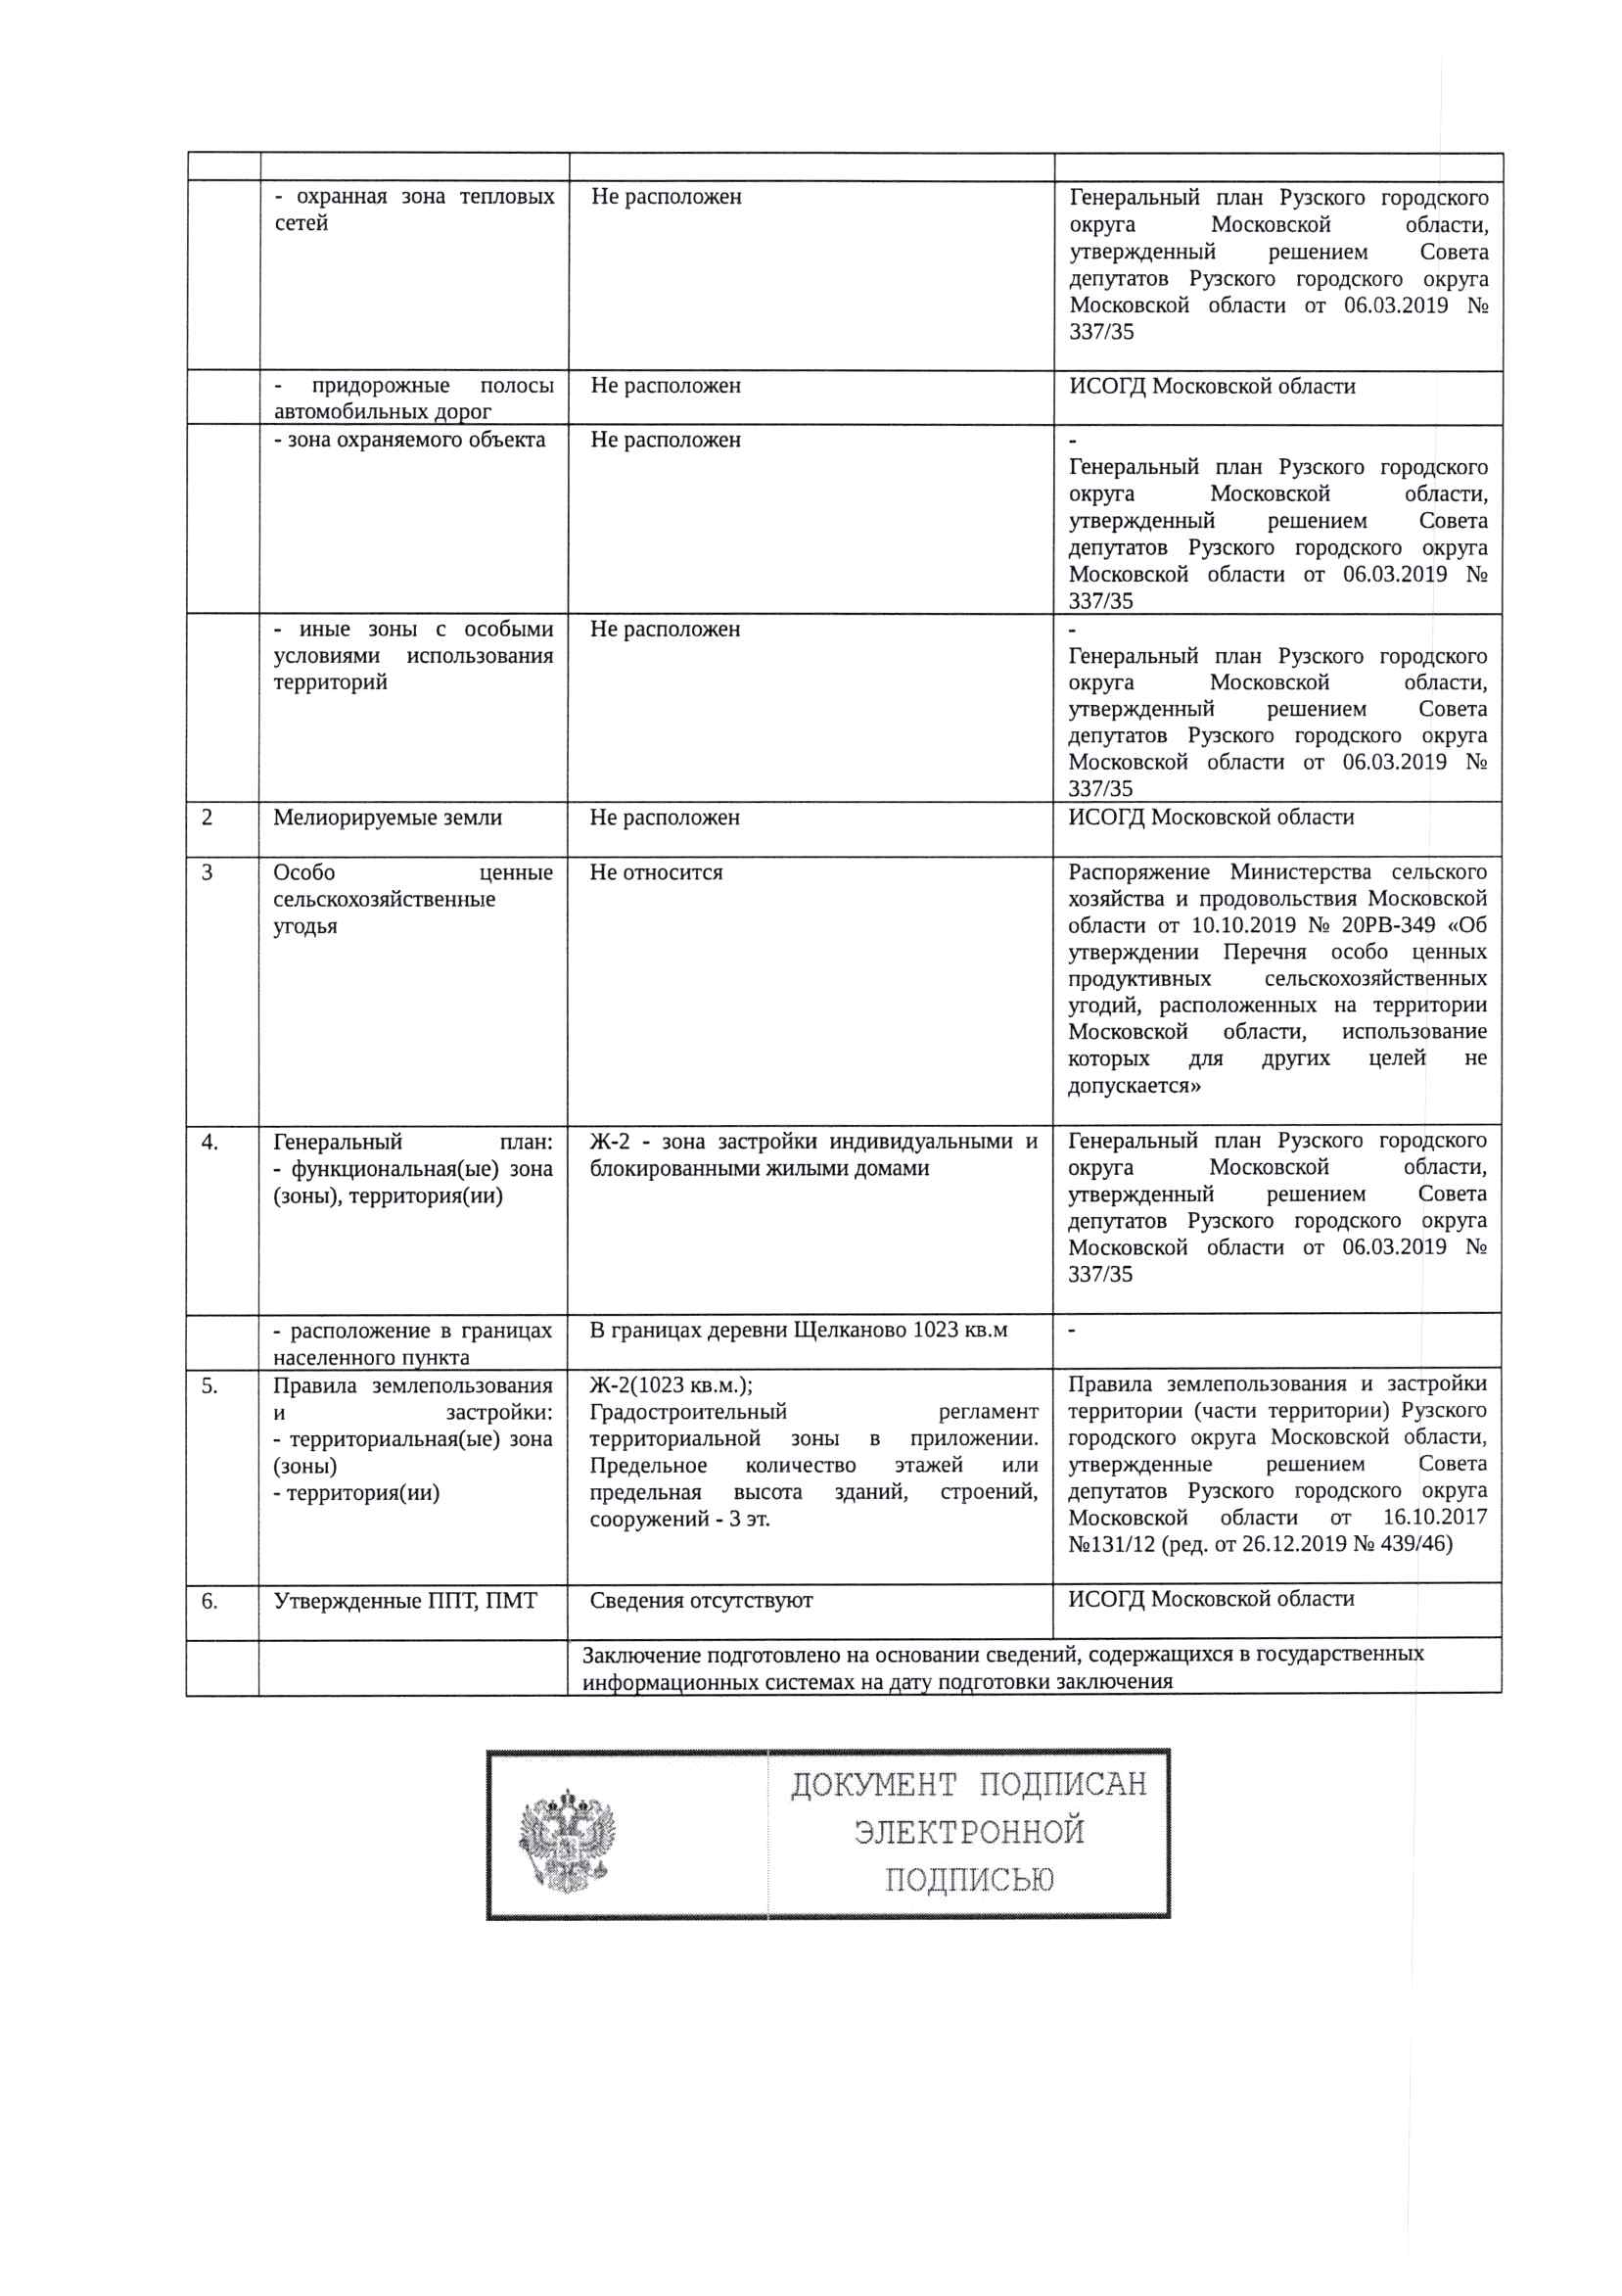 - охранная зона тепловых
сетей
Не расположен
Генеральный план Рузского городского
округа Московской области,
утвержденный решением Совета
депутатов Рузского городского округа
Московской области от 06.03.2019 №
337/35
- придорожные полосы
автомобильных дорог
Не расположен
ИСОГД Московской области
- зона охраняемого объекта
Не расположен
-
Генеральный план Рузского городского
округа Московской области,
утвержденный решением Совета
депутатов Рузского городского округа
Московской области от 06.03.2019 №
337/35
- иные зоны с особыми
условиями использования
территорий
Не расположен
-
Генеральный план Рузского городского
округа Московской области,
утвержденный решением Совета
депутатов Рузского городского округа
Московской области от 06.03.2019 №
337/35
2
Мелиорируемые земли
Не расположен
ИСОГД Московской области
3
Особо ценные
сельскохозяйственные
угодья
Не относится
Распоряжение Министерства сельского
хозяйства и продовольствия Московской
области от 10.10.2019 № 20РВ-349 «Об
утверждении Перечня особо ценных
продуктивных сельскохозяйственных
угодий, расположенных на территории
Московской области, использование
которых для других целей не
допускается»
4.
Генеральный план:
- функциональная(ые) зона
(зоны), территория(ии)
Ж-2 - зона застройки индивидуальными и
блокированными жилыми домами
Генеральный план Рузского городского
округа Московской области,
утвержденный решением Совета
депутатов Рузского городского округа
Московской области от 06.03.2019 №
337/35
- расположение в границах
населенного пункта
В границах деревни Щелканово 1023 кв.м
-
5.
Правила землепользования
и застройки:
- территориальная(ые) зона
(зоны)
- территория(ии)
Ж-2(1023 кв.м.);
Градостроительный регламент
территориальной зоны в приложении.
Предельное количество этажей или
предельная высота зданий, строений,
сооружений - 3 эт.
Правила землепользования и застройки
территории (части территории) Рузского
городского округа Московской области,
утвержденные решением Совета
депутатов Рузского городского округа
Московской области от 16.10.2017
№131/12 (ред. от 26.12.2019 № 439/46)
6.
Утвержденные ППТ, ПМТ
Сведения отсутствуют
ИСОГД Московской области
Заключение подготовлено на основании сведений, содержащихся в государственных
информационных системах на дату подготовки заключения
ДОКУМЕНТ ПОДПИСАН
ЭЛЕКТРОННОЙ
ПОДПИСЬЮ